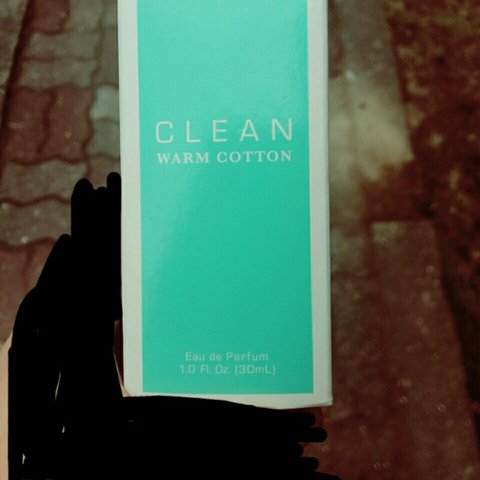 CLEAN
WARM COTTON
Eau de Parfum
1.0 Fl. Oz. (30mL)